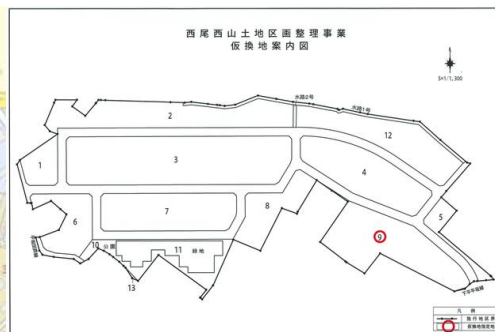 西尾西山土地区画整理事業
仮換地案内図
S=1/1,300
水路2号
水路1号
2
12
3
1
4
7
8
5
6
9
10
公園
11
緑地
13
凡例
施行地区界
仮換地指定地